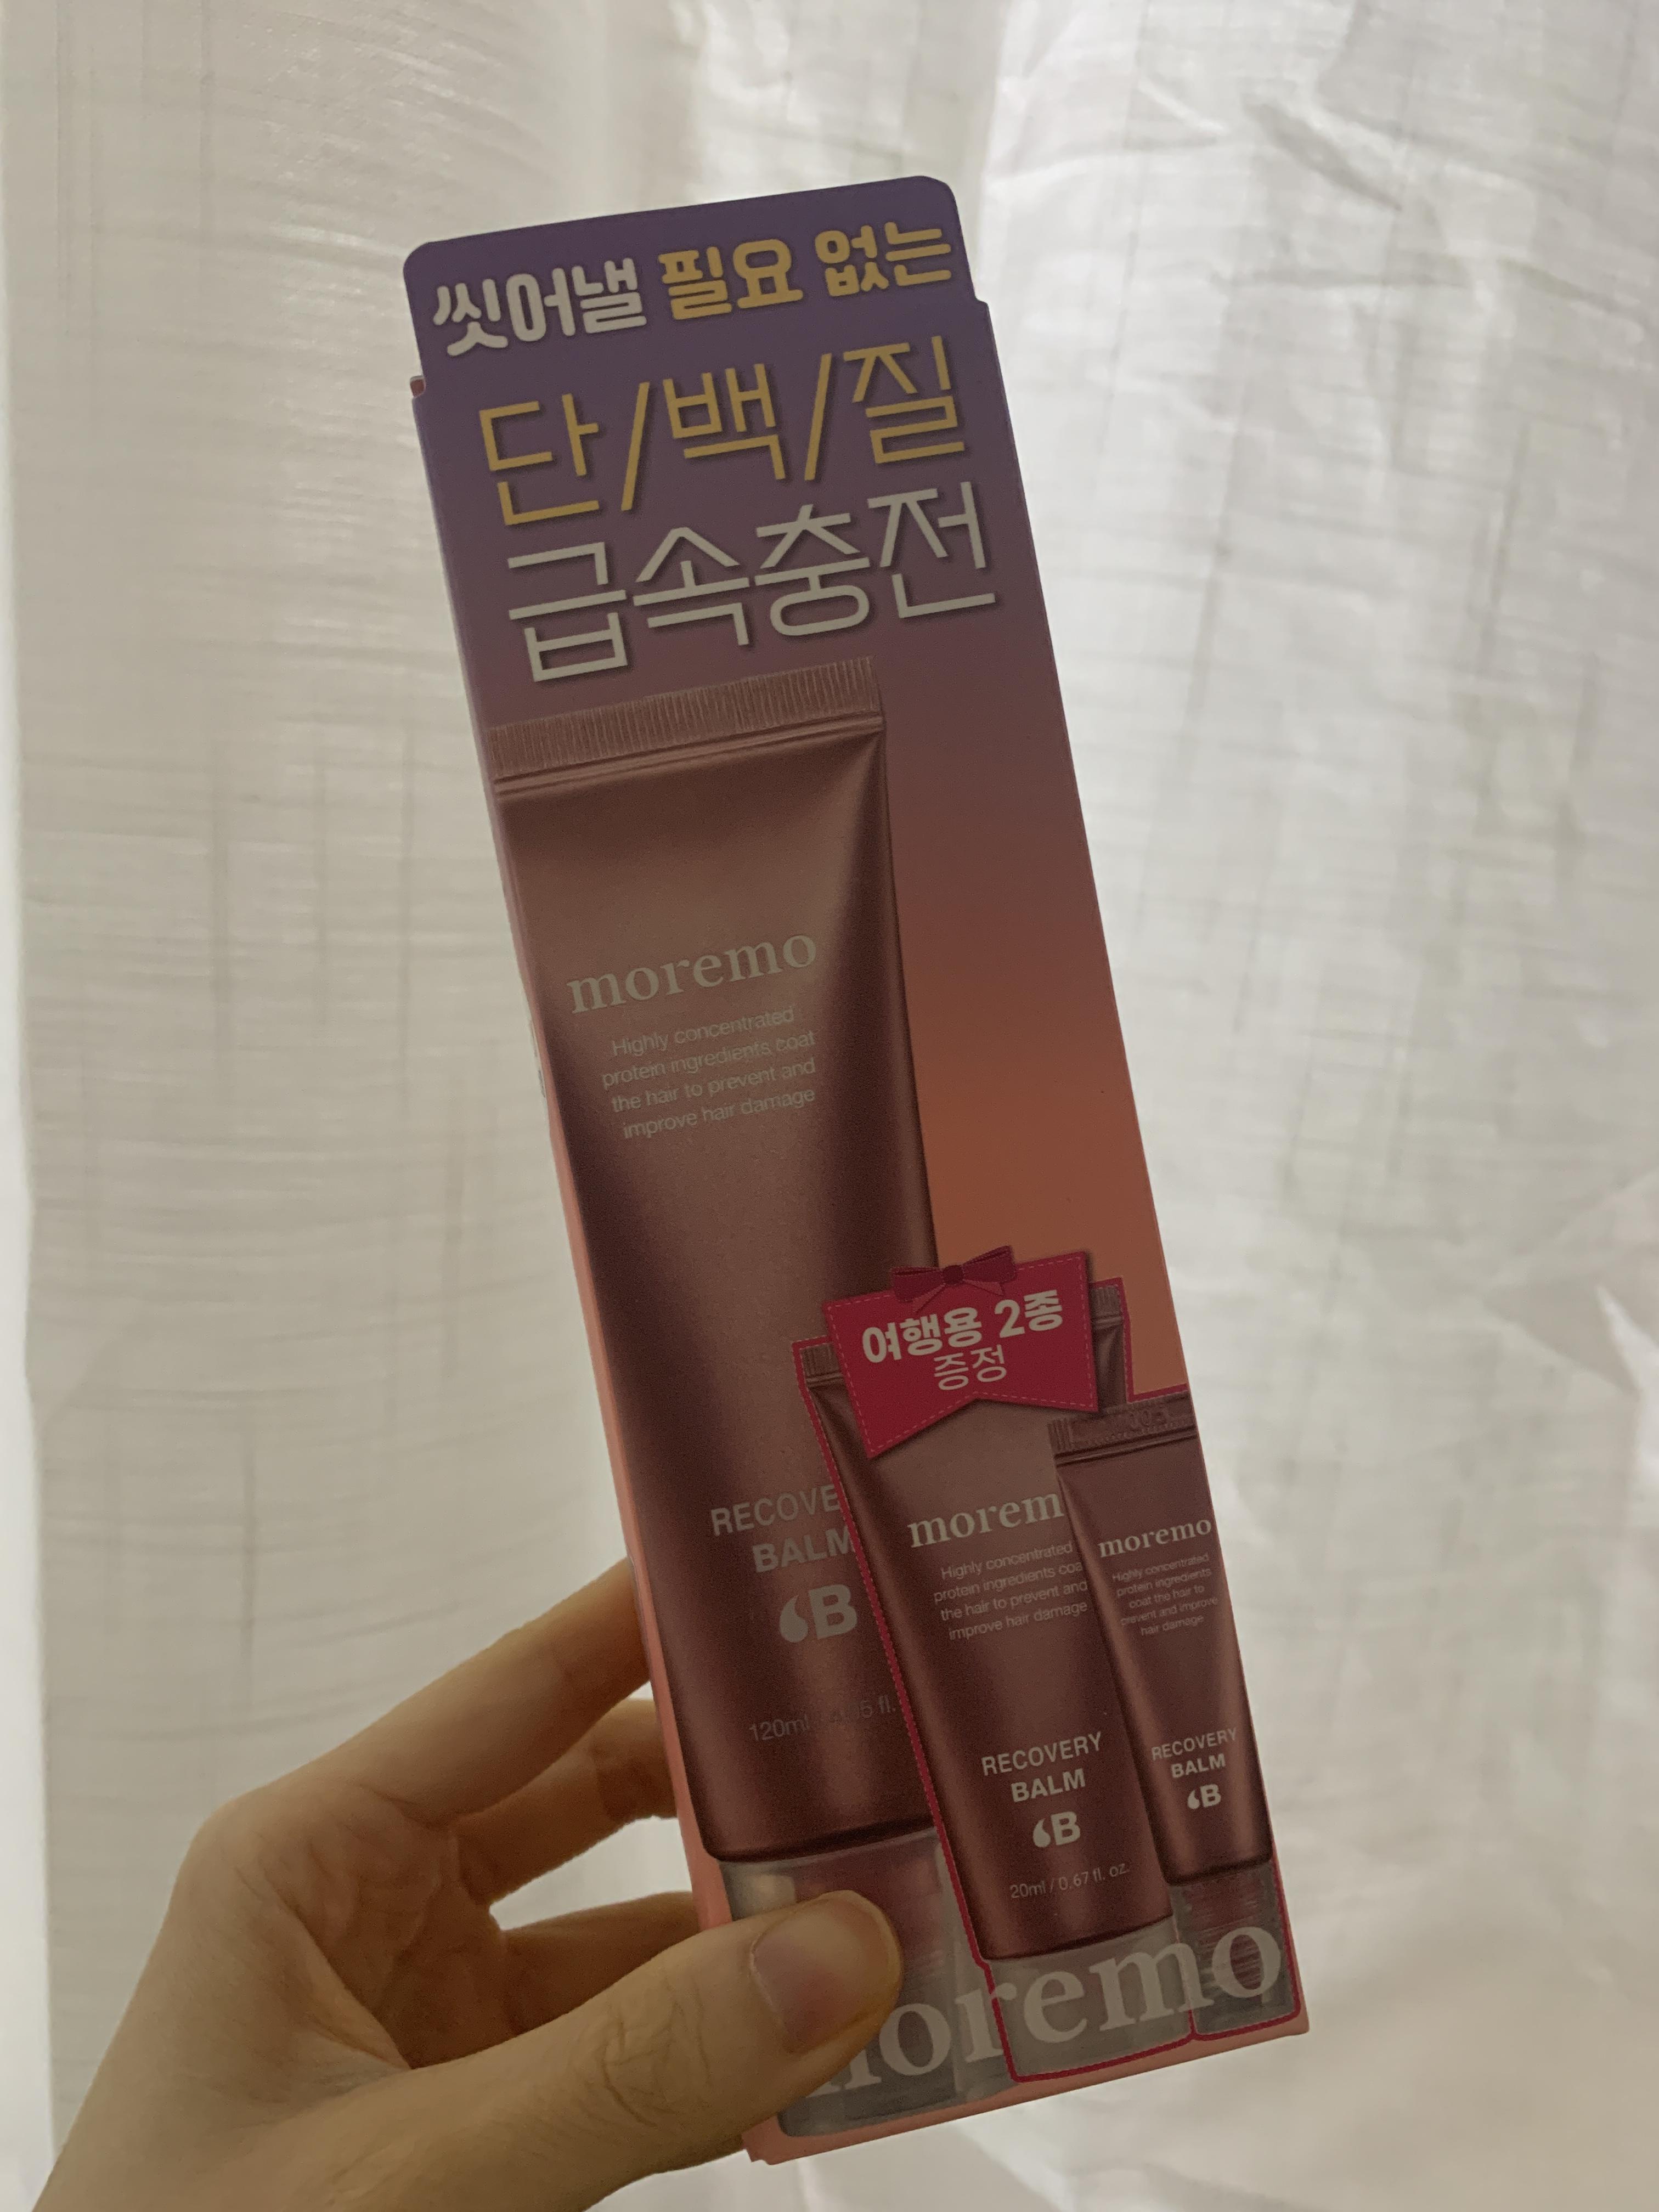 씻어낼 필요 없는
단/백/질
급속충전
moremo
Highly concentrated
protein ingredients coat
the hair to prevent and
improve hair damage
RECOVE
BALM
B
120ml
fl.
여행용 2종
증정
morem
Highly concentrated
protein ingredients coa
the hair to prevent and
improve hair damage
RECOVERY
BALM
B
20ml / 0.67 fl. oz.
moremo
Highly concentrated
protein ingredients
coat the hair to
prevent and improve
hair damage
RECOVERY
BALM
B
oremo